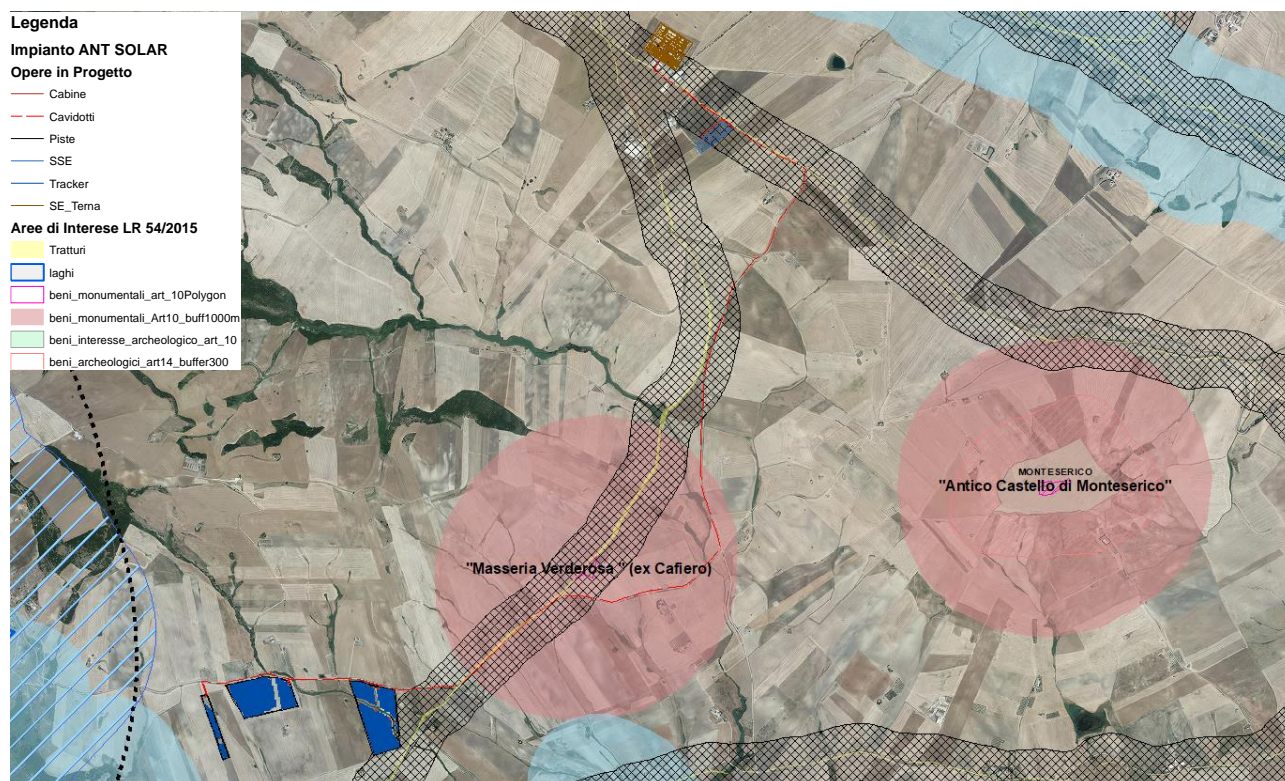 Legenda
Impianto ANT SOLAR
Opere in Progetto
Cabine
Cavidotti
Piste
SSE
Tracker
SE_Terna
Aree di Interesse LR 54/2015
Tratturi
laghi
beni_monumentali_art_10Polygon
beni_monumentali_Art10_buff1000m
beni_interesse_archeologico_art_10
beni_archeologici_art14_buffer300
MONTESERICO
"Antico Castello di Monteserico"
"Masseria Verderosa " (ex Cafiero)